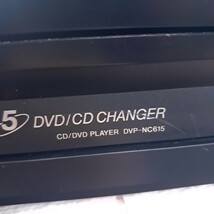 5 DVD/CD CHANGER
CD/DVD PLAYER DVP-NC615